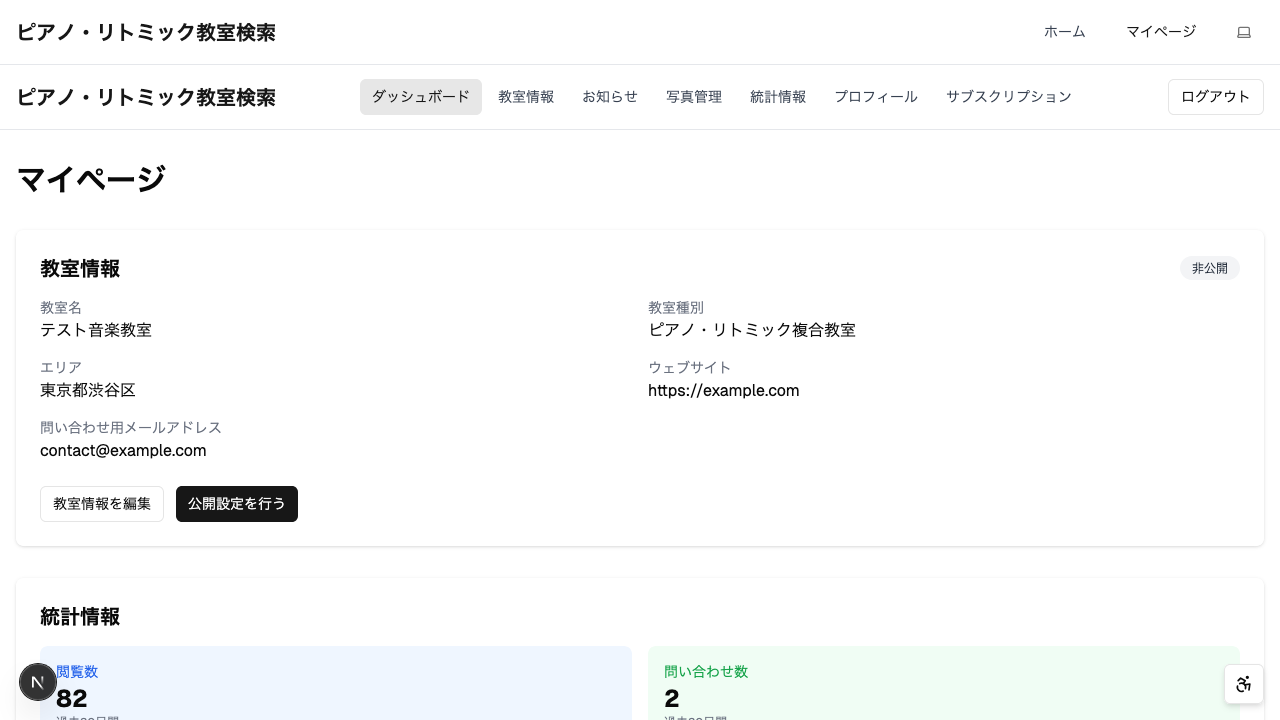 ピアノ・リトミック教室検索
ホーム
マイページ
ピアノ・リトミック教室検索
ダッシュボード
教室情報
お知らせ
写真管理
統計情報
プロフィール
サブスクリプション
ログアウト
マイページ
教室情報
非公開
教室名
テスト音楽教室
教室種別
ピアノ・リトミック複合教室
エリア
東京都渋谷区
ウェブサイト
https://example.com
問い合わせ用メールアドレス
contact@example.com
教室情報を編集
公開設定を行う
統計情報
閲覧数
82
問い合わせ数
2
N